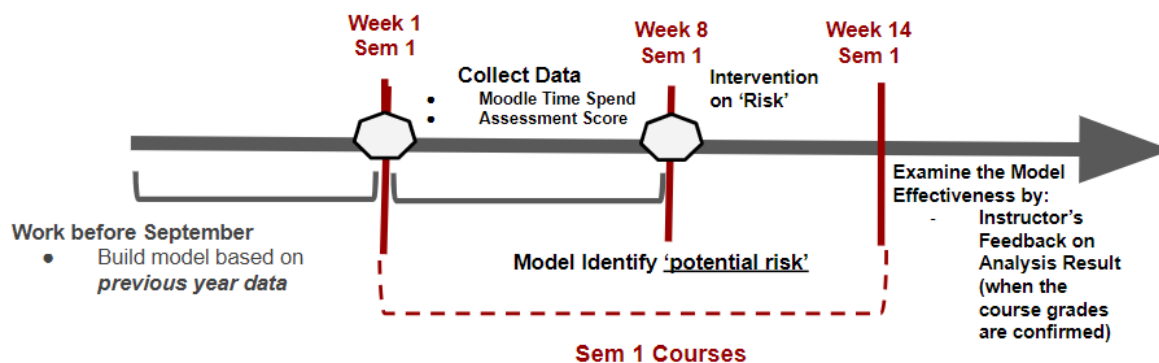 Week 1
Sem 1
Week 8
Sem 1
Week 14
Sem 1
Collect Data
● Moodle Time Spend
● Assessment Score
Intervention
on ‘Risk’
Work before September
● Build model based on
previous year data
Model Identify ‘potential risk’
Examine the Model
Effectiveness by:
- Instructor’s
Feedback on
Analysis Result
(when the
course grades
are confirmed)
Sem 1 Courses